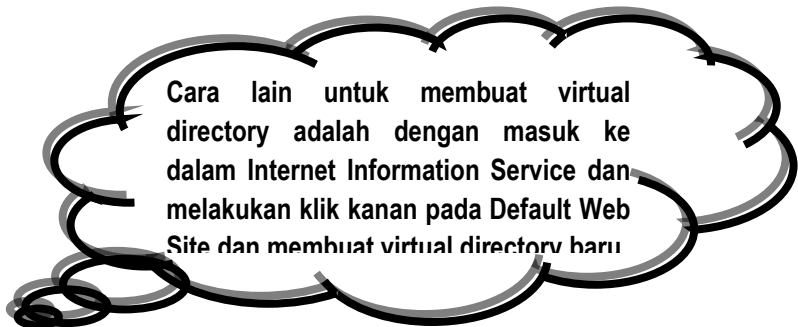 Cara lain untuk membuat virtual
directory adalah dengan masuk ke
dalam Internet Information Service dan
melakukan klik kanan pada Default Web
Site dan membuat virtual directory baru